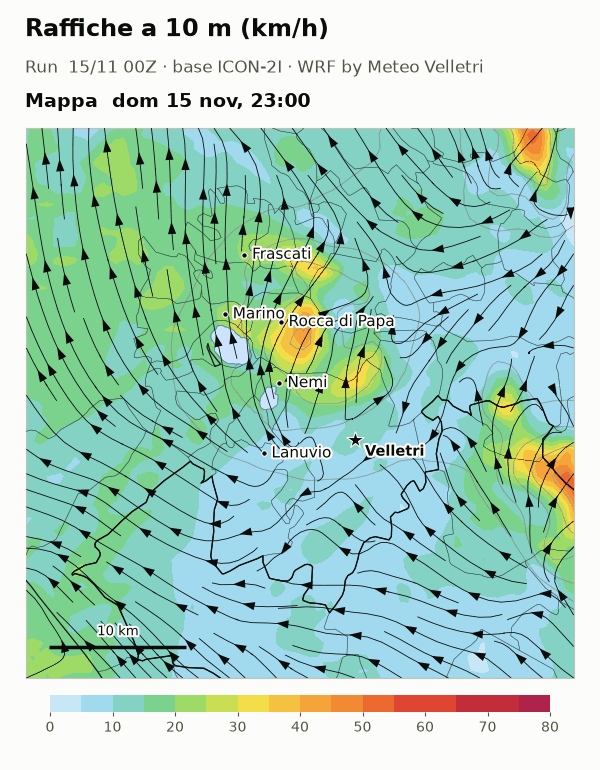 Raffiche a 10 m (km/h)
Run  15/11 00Z · base ICON-2I · WRF by Meteo Velletri
Mappa  dom 15 nov, 23:00
Frascati
Marino
Rocca di Papa
Nemi
Velletri
Lanuvio
10 km
0 10 20 30 40 50 60 70 80